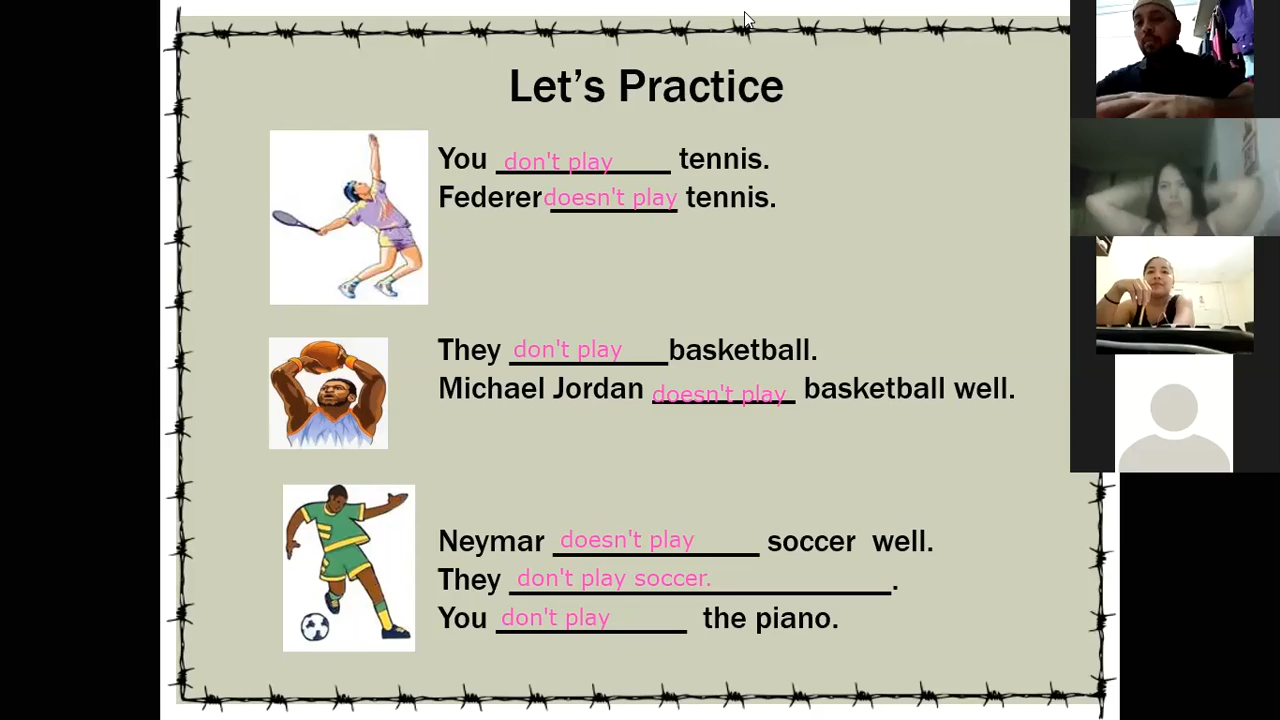 Let's Practice
You don't play tennis.
Federer doesn't play tennis.
They don't play basketball.
Michael Jordan doesn't play basketball well.
Neymar doesn't play soccer well.
They don't play soccer. .
You don't play the piano.